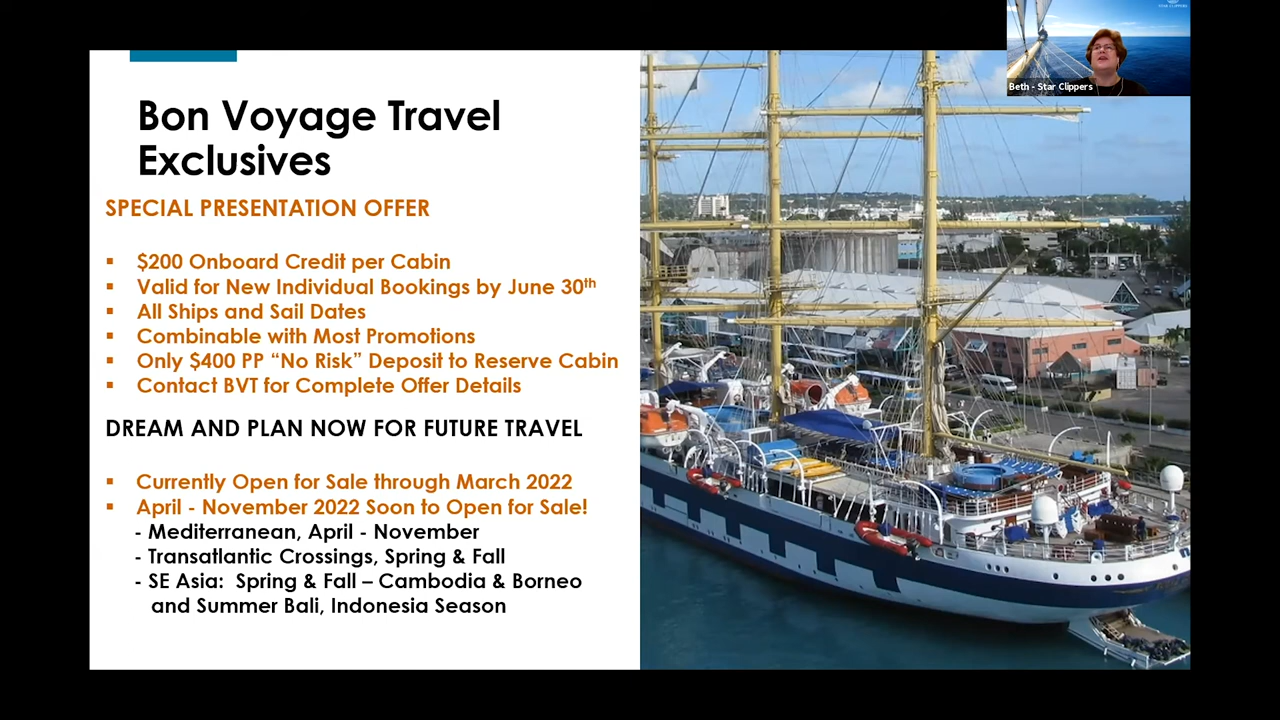 STAR CLIPPERS
Beth - Star Clippers
Bon Voyage Travel
Exclusives
SPECIAL PRESENTATION OFFER
▪ $200 Onboard Credit per Cabin
▪ Valid for New Individual Bookings by June 30th
▪ All Ships and Sail Dates
▪ Combinable with Most Promotions
▪ Only $400 PP “No Risk” Deposit to Reserve Cabin
▪ Contact BVT for Complete Offer Details
DREAM AND PLAN NOW FOR FUTURE TRAVEL
▪ Currently Open for Sale through March 2022
▪ April - November 2022 Soon to Open for Sale!
- Mediterranean, April - November
- Transatlantic Crossings, Spring & Fall
- SE Asia: Spring & Fall – Cambodia & Borneo
and Summer Bali, Indonesia Season